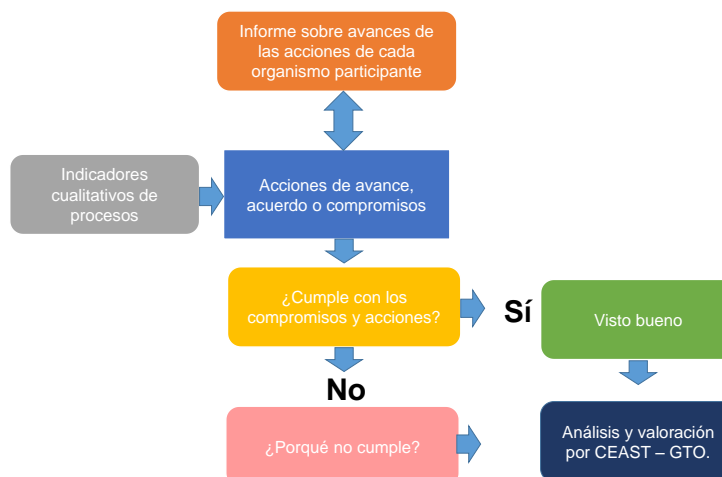 Informe sobre avances de
las acciones de cada
organismo participante
Indicadores
cualitativos de
procesos
Acciones de avance,
acuerdo o compromisos
¿Cumple con los
compromisos y acciones?
Sí
Visto bueno
No
¿Porqué no cumple?
Análisis y valoración
por CEAST – GTO.